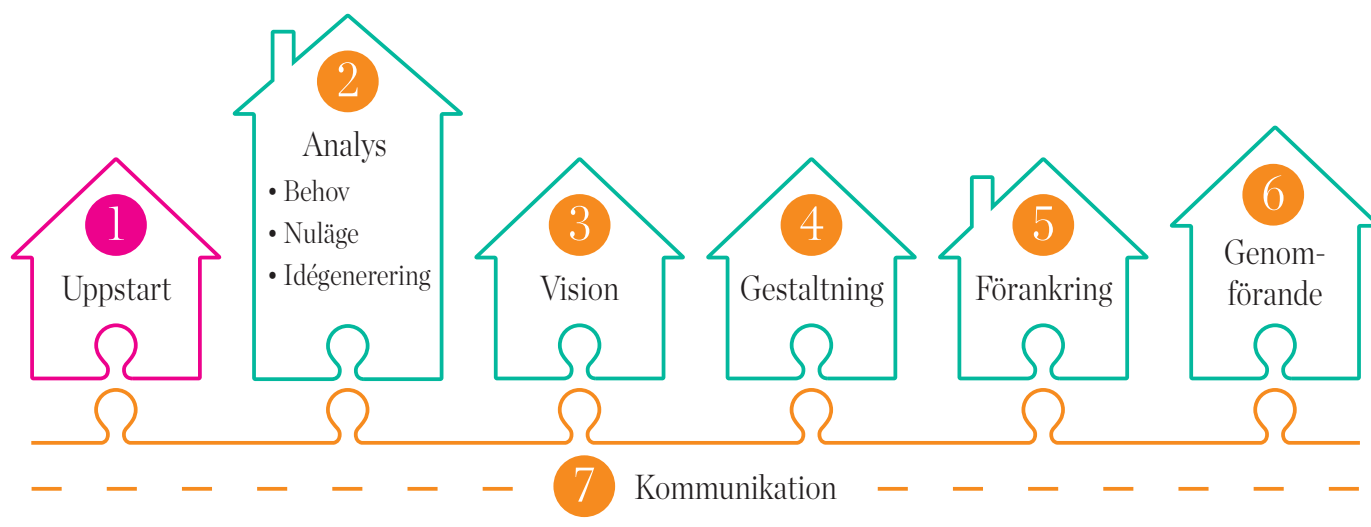 1
Uppstart
2
Analys
• Behov
• Nuläge
• Idégenerering
3
Vision
4
Gestaltning
5
Förankring
6
Genom-
förande
7 Kommunikation